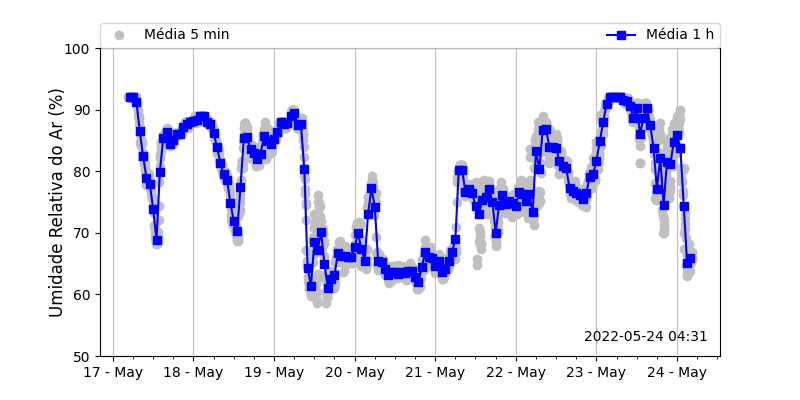 Média 5 min Média 1 h
100
90
80
70
60
50
Umidade Relativa do Ar (%)
2022-05-24 04:31
17 - May 18 - May 19 - May 20 - May 21 - May 22 - May 23 - May 24 - May